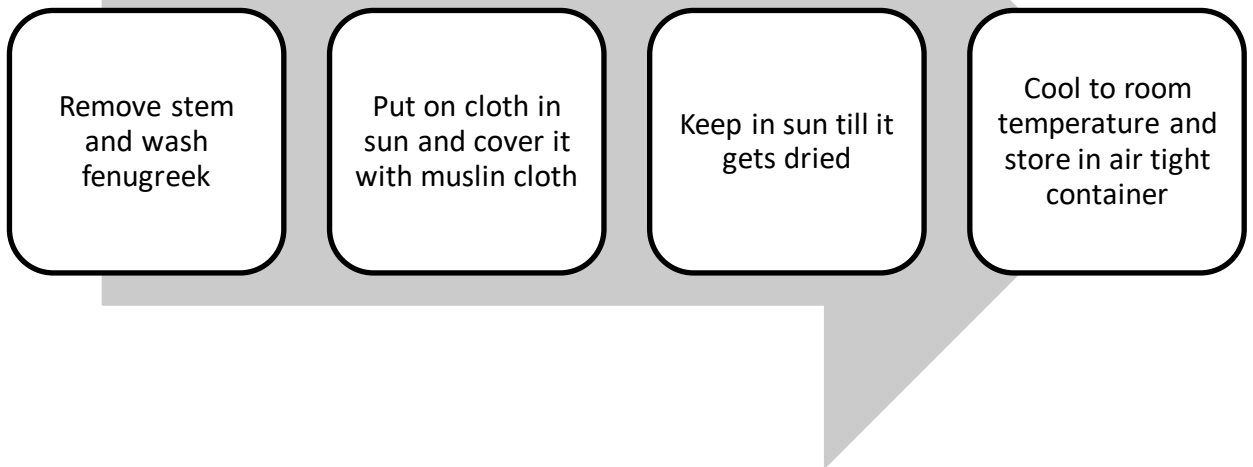 Remove stem
and wash
fenugreek
Put on cloth in
sun and cover it
with muslin cloth
Keep in sun till it
gets dried
Cool to room
temperature and
store in air tight
container